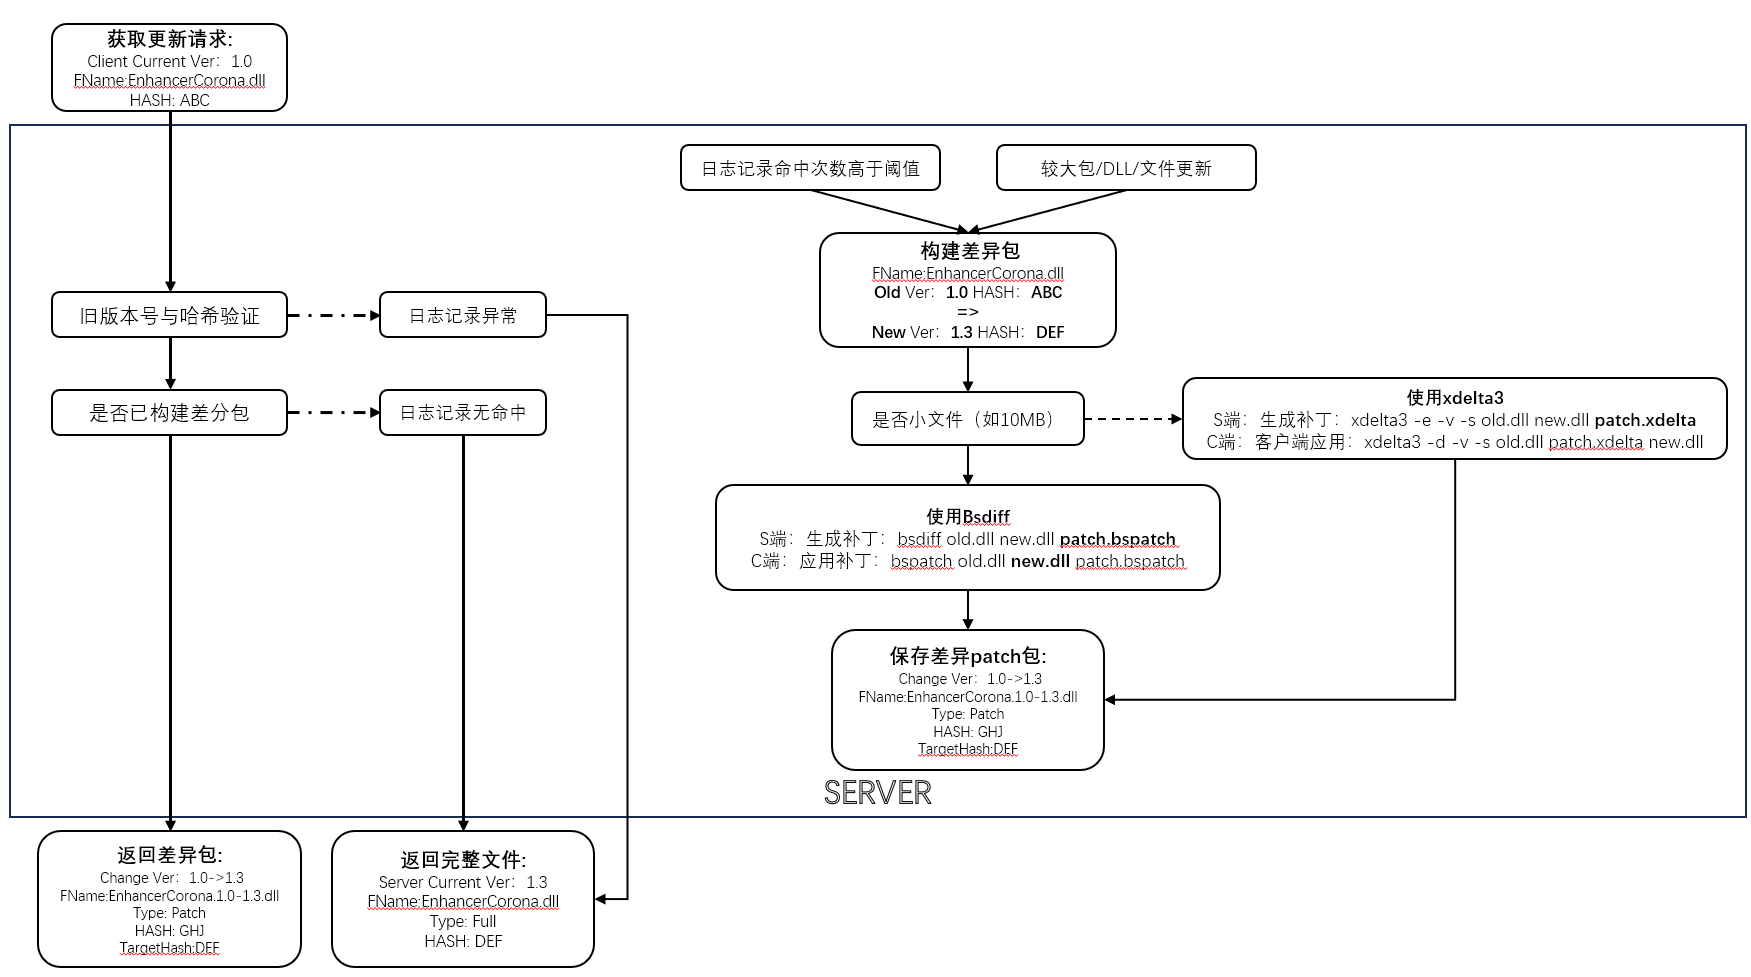 获取更新请求:
Client Current Ver：1.0
FName:EnhancerCorona.dll
HASH: ABC
日志记录命中次数高于阈值
较大包/DLL/文件更新
构建差异包
FName:EnhancerCorona.dll
Old Ver：1.0 HASH：ABC
=>
New Ver：1.3 HASH：DEF
旧版本号与哈希验证
日志记录异常
是否已构建差分包
日志记录无命中
是否小文件（如10MB）
使用xdelta3
S端：生成补丁：xdelta3 -e -v -s old.dll new.dll patch.xdelta
C端：客户端应用：xdelta3 -d -v -s old.dll patch.xdelta new.dll
使用Bsdiff
S端：生成补丁：bsdiff old.dll new.dll patch.bspatch
C端：应用补丁：bspatch old.dll new.dll patch.bspatch
保存差异patch包:
Change Ver：1.0->1.3
FName:EnhancerCorona.1.0-1.3.dll
Type: Patch
HASH: GHJ
TargetHash:DEF
SERVER
返回差异包:
Change Ver：1.0->1.3
FName:EnhancerCorona.1.0-1.3.dll
Type: Patch
HASH: GHJ
TargetHash:DEF
返回完整文件:
Server Current Ver：1.3
FName:EnhancerCorona.dll
Type: Full
HASH: DEF